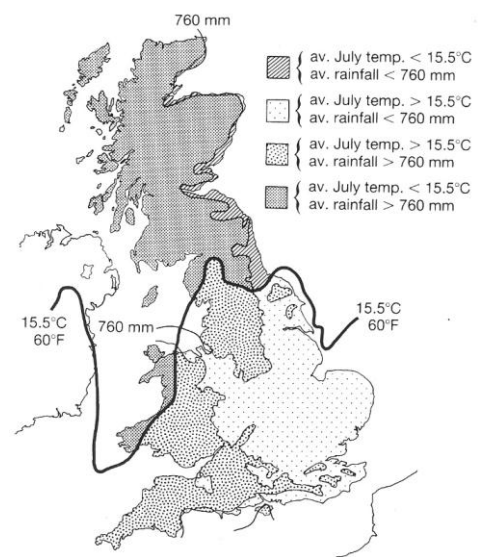 760 mm
av. July temp. < 15.5°C
av. rainfall < 760 mm
av. July temp. > 15.5°C
av. rainfall < 760 mm
av. July temp. > 15.5°C
av. rainfall > 760 mm
av. July temp. < 15.5°C
av. rainfall > 760 mm
15.5°C
60°F
760 mm
15.5°C
60°F